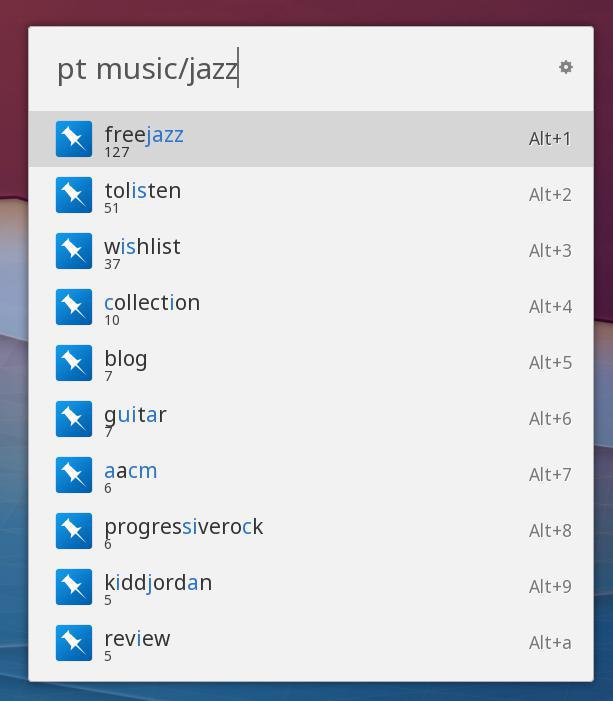 pt music/jazz
freejazz
127
Alt+1
tolisten
51
Alt+2
wishlist
37
Alt+3
collection
10
Alt+4
blog
7
Alt+5
guitar
7
Alt+6
aacm
6
Alt+7
progressiverock
6
Alt+8
kiddjordan
5
Alt+9
review
5
Alt+a